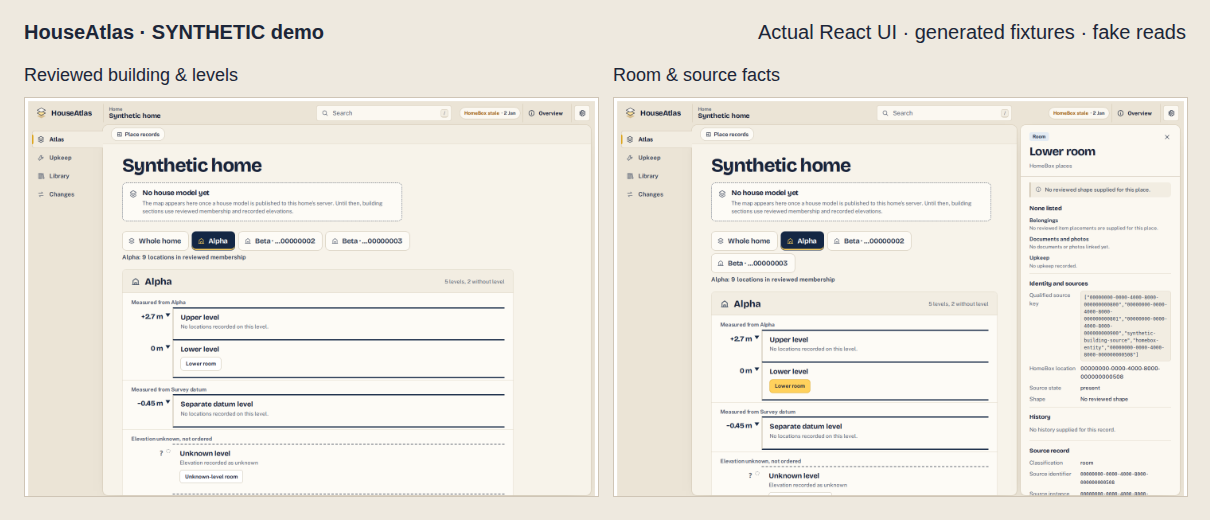 HouseAtlas · SYNTHETIC demo
Actual React UI · generated fixtures · fake reads
Reviewed building & levels
HouseAtlas
Home
Synthetic home
Search
/
HomeBox stale · 2 Jan
Overview
Atlas
Upkeep
Library
Changes
Place records
Synthetic home
No house model yet
The map appears here once a house model is published to this home's server. Until then, building
sections use reviewed membership and recorded elevations.
Whole home
Alpha
Beta · …00000002
Beta · …00000003
Alpha: 9 locations in reviewed membership
Alpha
5 levels, 2 without level
Measured from Alpha
+2.7 m
Upper level
No locations recorded on this level.
0 m
Lower level
Lower room
Measured from Survey datum
−0.45 m
Separate datum level
No locations recorded on this level.
Elevation unknown, not ordered
?
Unknown level
Elevation recorded as unknown
Unknown-level room
Room & source facts
HouseAtlas
Home
Synthetic home
Search
/
HomeBox stale · 2 Jan
Overview
Atlas
Upkeep
Library
Changes
Place records
Synthetic home
No house model yet
The map appears here once a house model is published to this home's server. Until then, building
sections use reviewed membership and recorded elevations.
Whole home
Alpha
Beta · …00000002
Beta · …00000003
Alpha: 9 locations in reviewed membership
Alpha
5 levels, 2 without level
Measured from Alpha
+2.7 m
Upper level
No locations recorded on this level.
0 m
Lower level
Lower room
Measured from Survey datum
−0.45 m
Separate datum level
No locations recorded on this level.
Elevation unknown, not ordered
?
Unknown level
Elevation recorded as unknown
Room
Lower room
HomeBox places
No reviewed shape supplied for this place.
None listed
Belongings
No reviewed item placements are supplied for this place.
Documents and photos
No documents or photos linked yet.
Upkeep
No upkeep recorded.
Identity and sources
Qualified source
key
HomeBox location
00000000-0000-4000-8000-
000000000508
Source state
present
Shape
No reviewed shape
History
No history supplied for this record.
Source record
Classification
room
Source identifier
00000000-0000-4000-8000-
000000000508
Source instance